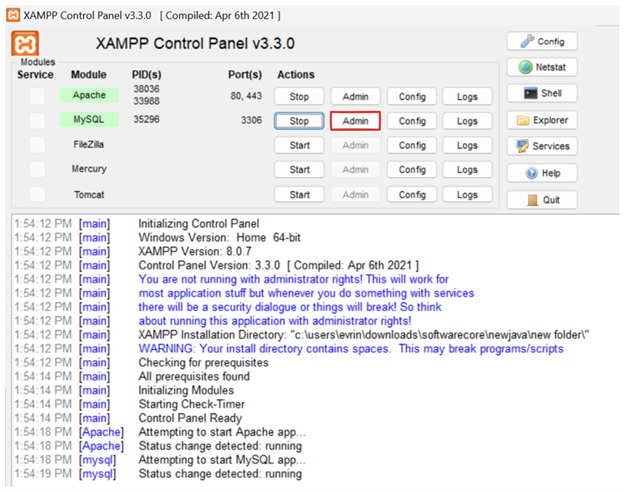 XAMPP Control Panel v3.3.0 [ Compiled: Apr 6th 2021 ]
XAMPP Control Panel v3.3.0
Modules
Service Module PID(s) Port(s) Actions
Apache 38036 33988 80, 443 Stop Admin Config Logs
MySQL 35296 3306 Stop Admin Config Logs
FileZilla Start Admin Config Logs
Mercury Start Admin Config Logs
Tomcat Start Admin Config Logs
Config
Netstat
Shell
Explorer
Services
Help
Quit
1:54:12 PM [main] Initializing Control Panel
1:54:12 PM [main] Windows Version: Home 64-bit
1:54:12 PM [main] XAMPP Version: 8.0.7
1:54:12 PM [main] Control Panel Version: 3.3.0 [ Compiled: Apr 6th 2021 ]
1:54:12 PM [main] You are not running with administrator rights! This will work for
1:54:12 PM [main] most application stuff but whenever you do something with services
1:54:12 PM [main] there will be a security dialogue or things will break! So think
1:54:12 PM [main] about running this application with administrator rights!
1:54:12 PM [main] XAMPP Installation Directory: "c:\users\evrin\downloads\softwarecore\newjava\new folder\"
1:54:12 PM [main] WARNING: Your install directory contains spaces. This may break programs/scripts
1:54:12 PM [main] Checking for prerequisites
1:54:14 PM [main] All prerequisites found
1:54:14 PM [main] Initializing Modules
1:54:14 PM [main] Starting Check-Timer
1:54:14 PM [main] Control Panel Ready
1:54:18 PM [Apache] Attempting to start Apache app...
1:54:18 PM [Apache] Status change detected: running
1:54:18 PM [mysql] Attempting to start MySQL app...
1:54:19 PM [mysql] Status change detected: running